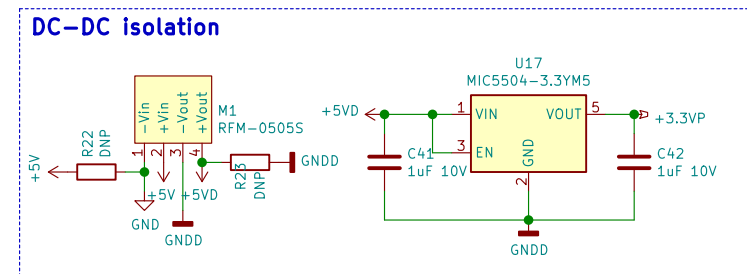 DC-DC isolation
U17
MIC5504-3.3YM5
M1
RFM-0505S
-Vin
+Vin
-Vout
+Vout
1
2
3
4
R22
DNP
+5V
+5V
+5VD
GND
GNDD
R23
DNP
GNDD
+5VD
1
VIN
VOUT
5
+3.3VP
3
EN
GND
2
C41
1uF 10V
C42
1uF 10V
GNDD